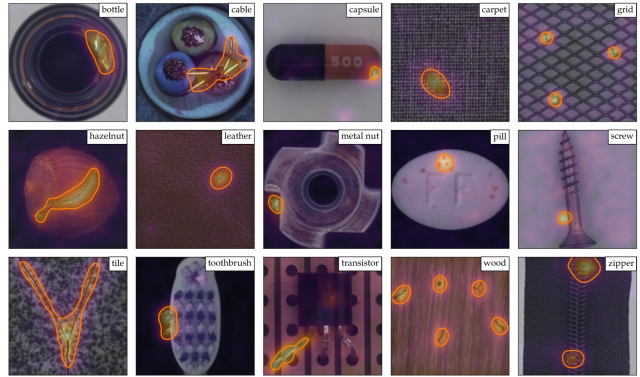 bottle
cable
capsule
500
carpet
grid
hazelnut
leather
metal nut
pill
FF
screw
tile
toothbrush
transistor
wood
zipper